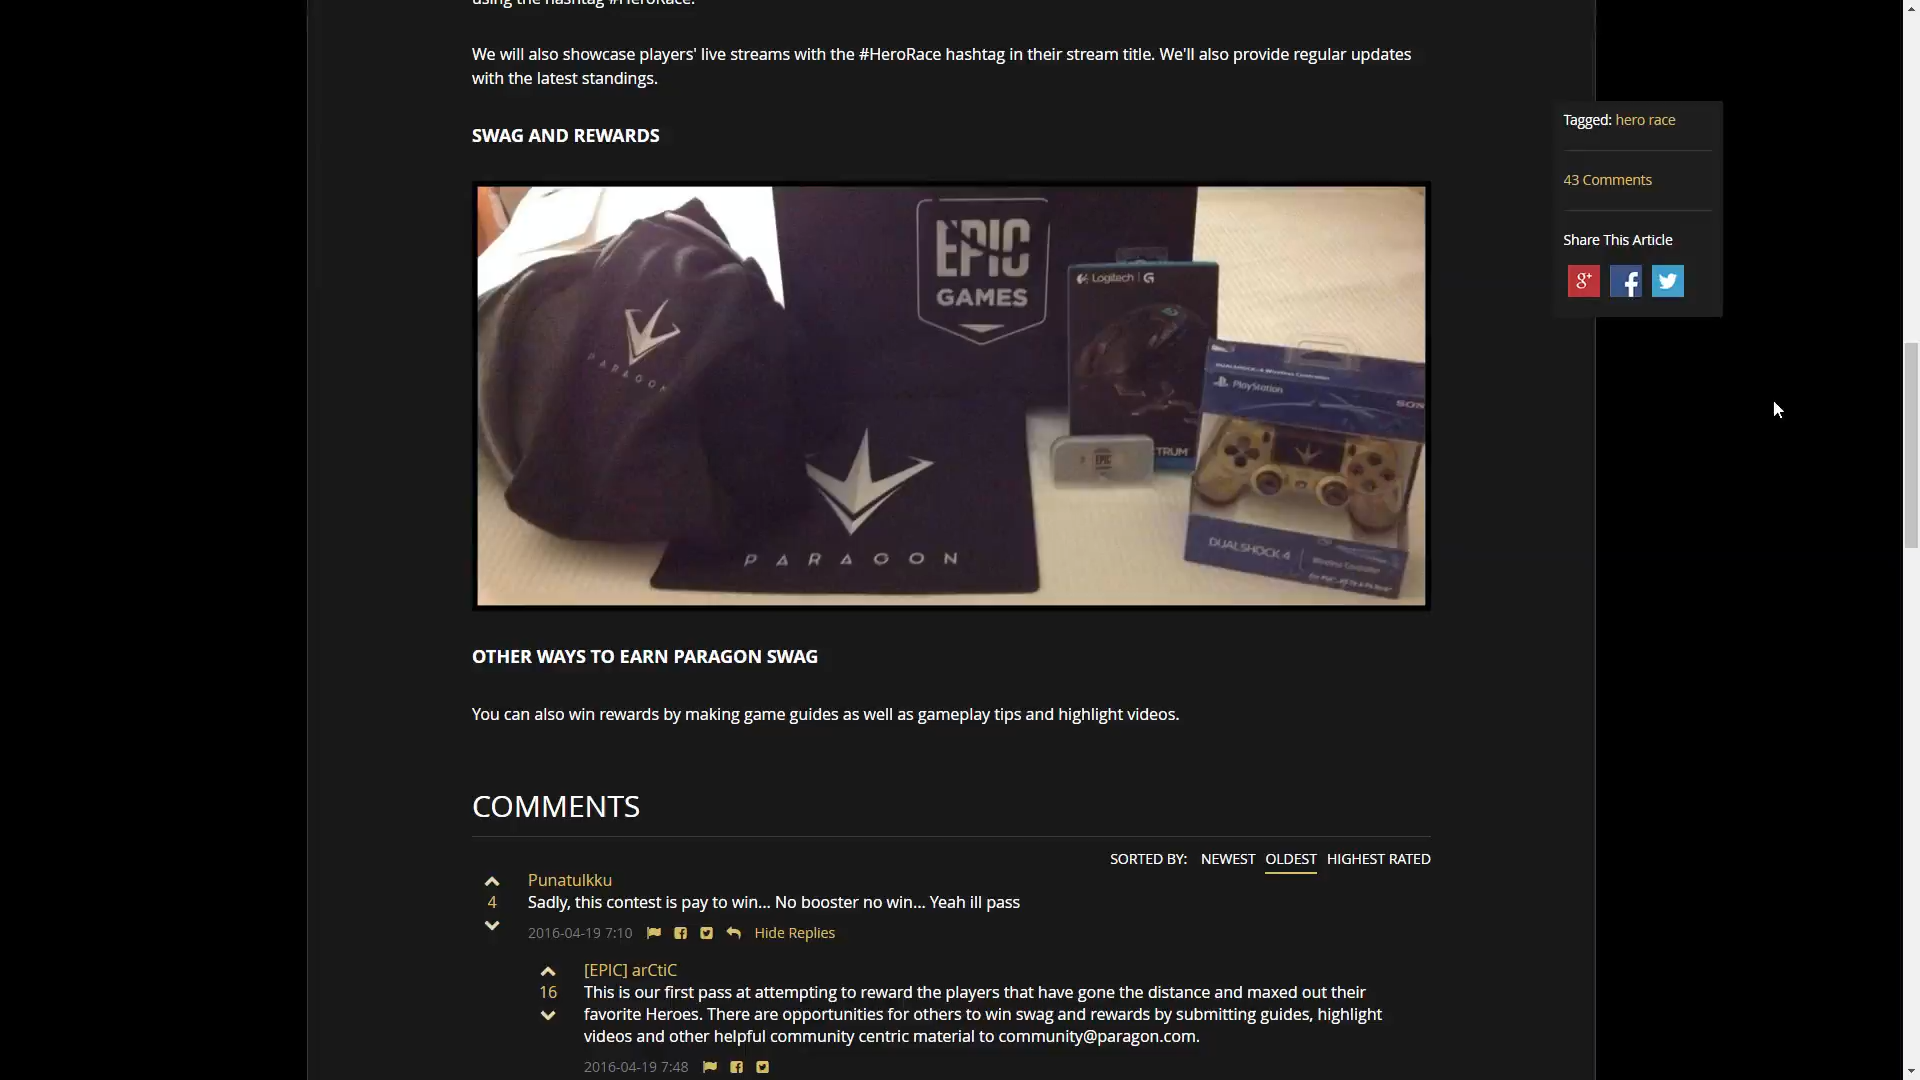 using the hashtag #HeroRace.
We will also showcase players' live streams with the #HeroRace hashtag in their stream title. We'll also provide regular updates
with the latest standings.
SWAG AND REWARDS
Tagged: hero race
43 Comments
Share This Article
g+
EPIC
GAMES
Logitech | G
PARAGON
PlayStation
SONY
EPIC
TRUM
PARAGON
DUALSHOCK 4
Wireless Controller
OTHER WAYS TO EARN PARAGON SWAG
You can also win rewards by making game guides as well as gameplay tips and highlight videos.
COMMENTS
SORTED BY: NEWEST OLDEST HIGHEST RATED
Punatulkku
4
Sadly, this contest is pay to win... No booster no win... Yeah ill pass
2016-04-19 7:10 Hide Replies
[EPIC] arCtiC
16
This is our first pass at attempting to reward the players that have gone the distance and maxed out their
favorite Heroes. There are opportunities for others to win swag and rewards by submitting guides, highlight
videos and other helpful community centric material to community@paragon.com.
2016-04-19 7:48